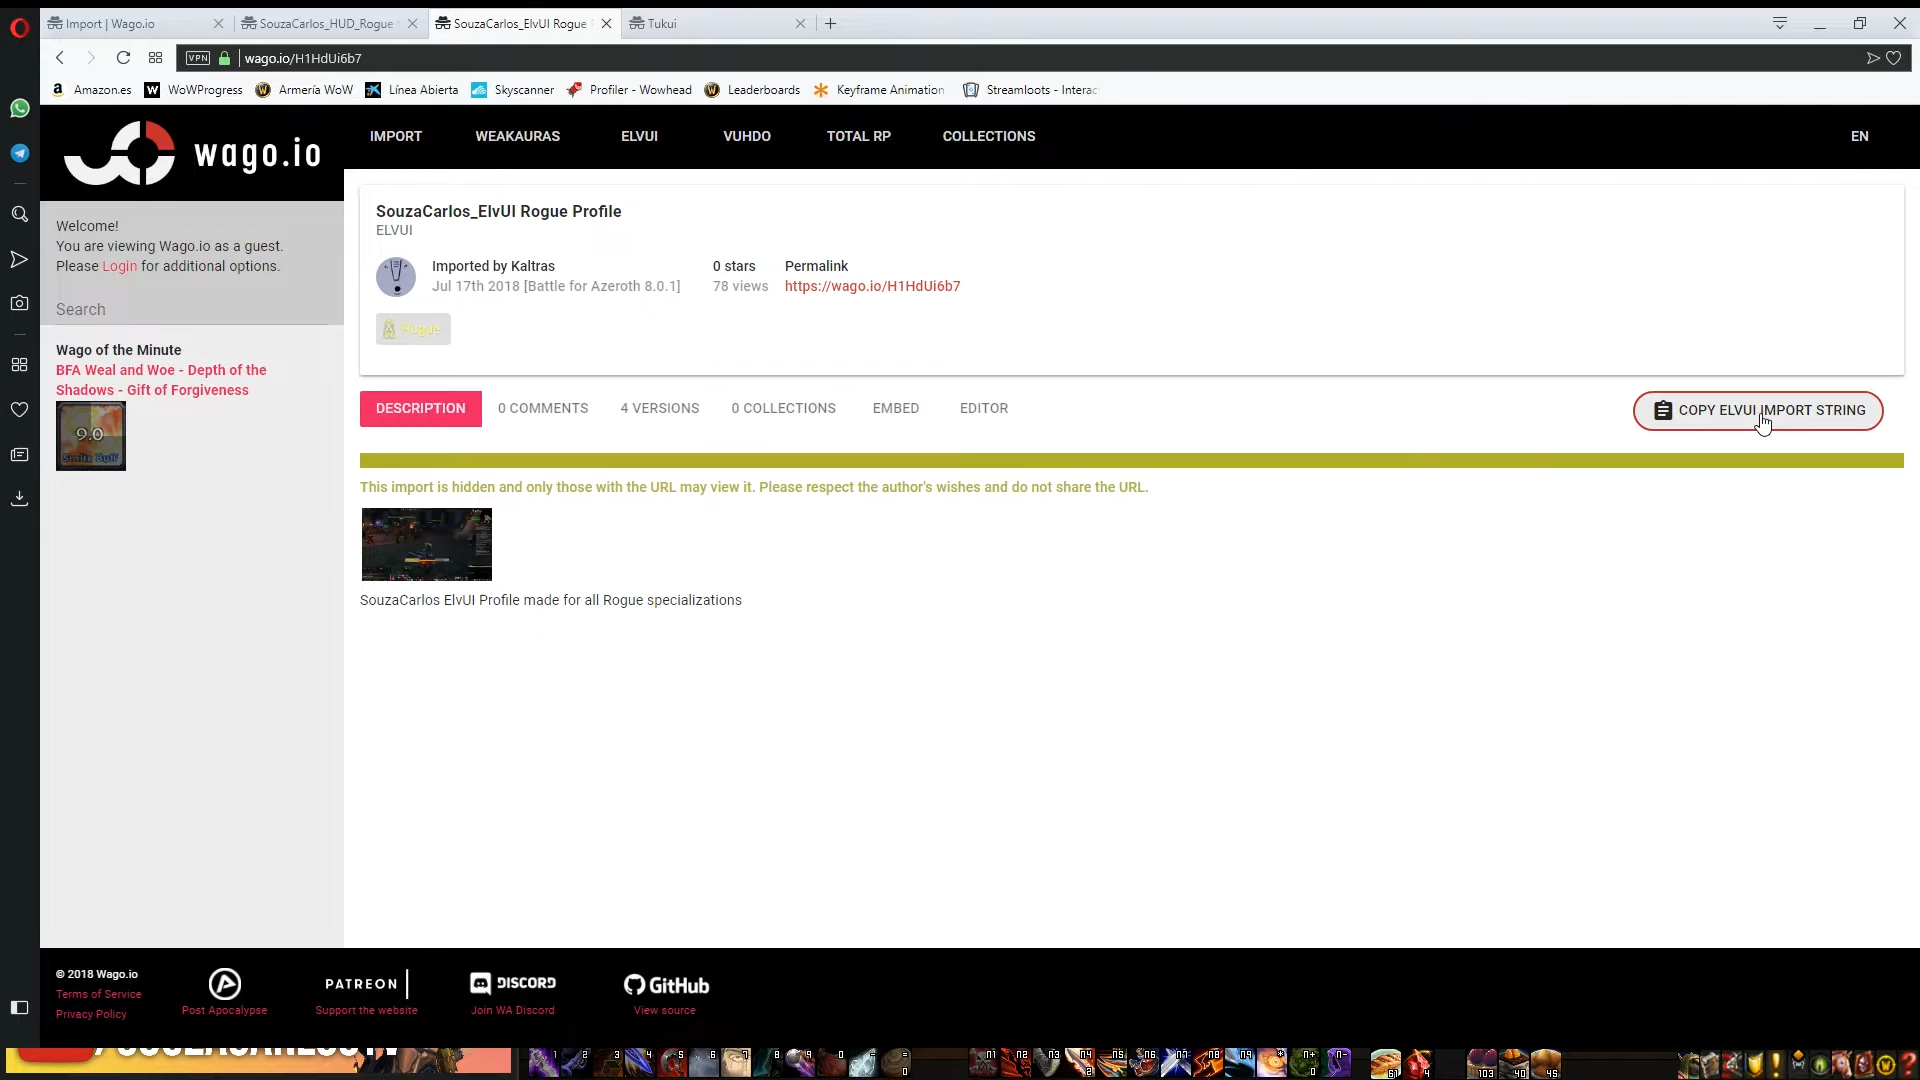 Import | Wago.io
SouzaCarlos_HUD_Rogue
SouzaCarlos_ElvUI Rogue
Tukui
VPN
wago.io/H1HdUi6b7
Amazon.es
WoWProgress
Armería WoW
Línea Abierta
Skyscanner
Profiler - Wowhead
Leaderboards
Keyframe Animation
Streamloots - Interac
wago.io
IMPORT
WEAKAURAS
ELVUI
VUHDO
TOTAL RP
COLLECTIONS
EN
Welcome!
You are viewing Wago.io as a guest.
Please Login for additional options.
Search
Wago of the Minute
BFA Weal and Woe - Depth of the
Shadows - Gift of Forgiveness
9.0
Smite Buff
SouzaCarlos_ElvUI Rogue Profile
ELVUI
Imported by Kaltras
Jul 17th 2018 [Battle for Azeroth 8.0.1]
0 stars
78 views
Permalink
https://wago.io/H1HdUi6b7
Rogue
DESCRIPTION
0 COMMENTS
4 VERSIONS
0 COLLECTIONS
EMBED
EDITOR
COPY ELVUI IMPORT STRING
This import is hidden and only those with the URL may view it. Please respect the author's wishes and do not share the URL.
SouzaCarlos ElvUI Profile made for all Rogue specializations
© 2018 Wago.io
Terms of Service
Privacy Policy
Post Apocalypse
PATREON
Support the website
DISCORD
Join WA Discord
GitHub
View source